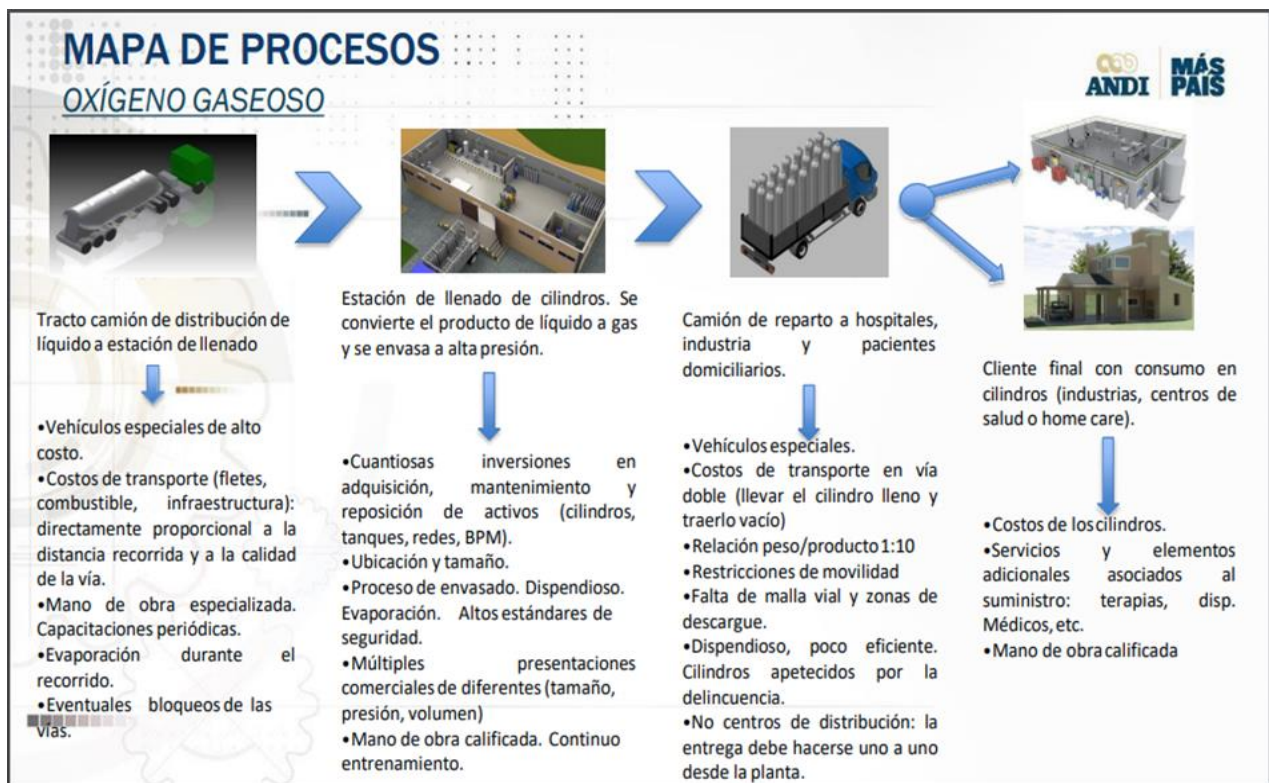 MAPA DE PROCESOS
OXÍGENO GASEOSO
ANDI
MÁS
PAÍS
Tracto camión de distribución de
líquido a estación de llenado
•Vehículos especiales de alto
costo.
•Costos de transporte (fletes,
combustible, infraestructura):
directamente proporcional a la
distancia recorrida y a la calidad
de la vía.
•Mano de obra especializada.
Capacitaciones periódicas.
•Evaporación durante el
recorrido.
•Eventuales bloqueos de las
vías.
Estación de llenado de cilindros. Se
convierte el producto de líquido a gas
y se envasa a alta presión.
•Cuantiosas inversiones en
adquisición, mantenimiento y
reposición de activos (cilindros,
tanques, redes, BPM).
•Ubicación y tamaño.
•Proceso de envasado. Dispendioso.
Evaporación. Altos estándares de
seguridad.
•Múltiples presentaciones
comerciales de diferentes (tamaño,
presión, volumen)
•Mano de obra calificada. Continuo
entrenamiento.
Camión de reparto a hospitales,
industria y pacientes
domiciliarios.
•Vehículos especiales.
•Costos de transporte en vía
doble (llevar el cilindro lleno y
traerlo vacío)
•Relación peso/producto 1:10
•Restricciones de movilidad
•Falta de malla vial y zonas de
descargue.
•Dispendioso, poco eficiente.
Cilindros apetecidos por la
delincuencia.
•No centros de distribución: la
entrega debe hacerse uno a uno
desde la planta.
Cliente final con consumo en
cilindros (industrias, centros de
salud o home care).
•Costos de los cilindros.
•Servicios y elementos
adicionales asociados al
suministro: terapias, disp.
Médicos, etc.
•Mano de obra calificada